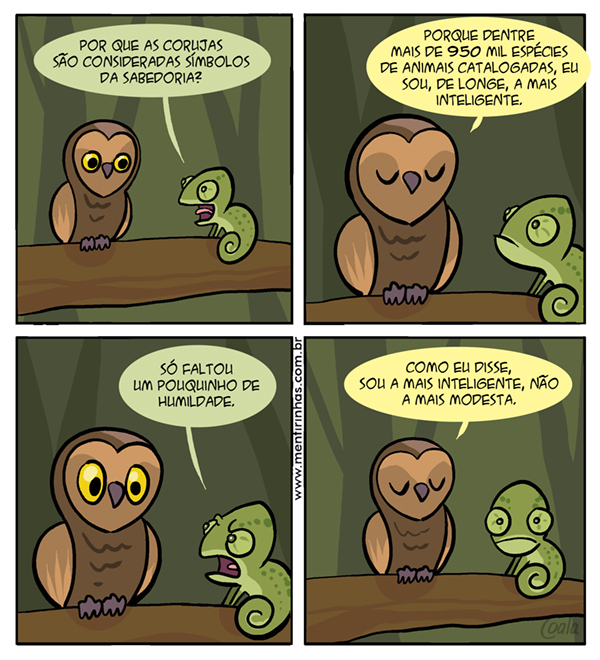 POR QUE AS CORUJAS
SÃO CONSIDERADAS SÍMBOLOS
DA SABEDORIA?
PORQUE DENTRE
MAIS DE 950 MIL ESPÉCIES
DE ANIMAIS CATALOGADAS, EU
SOU, DE LONGE, A MAIS
INTELIGENTE.
SÓ FALTOU
UM POUQUINHO DE
HUMILDADE.
www.mentirinhas.com.br
COMO EU DISSE,
SOU A MAIS INTELIGENTE, NÃO
A MAIS MODESTA.
Coala